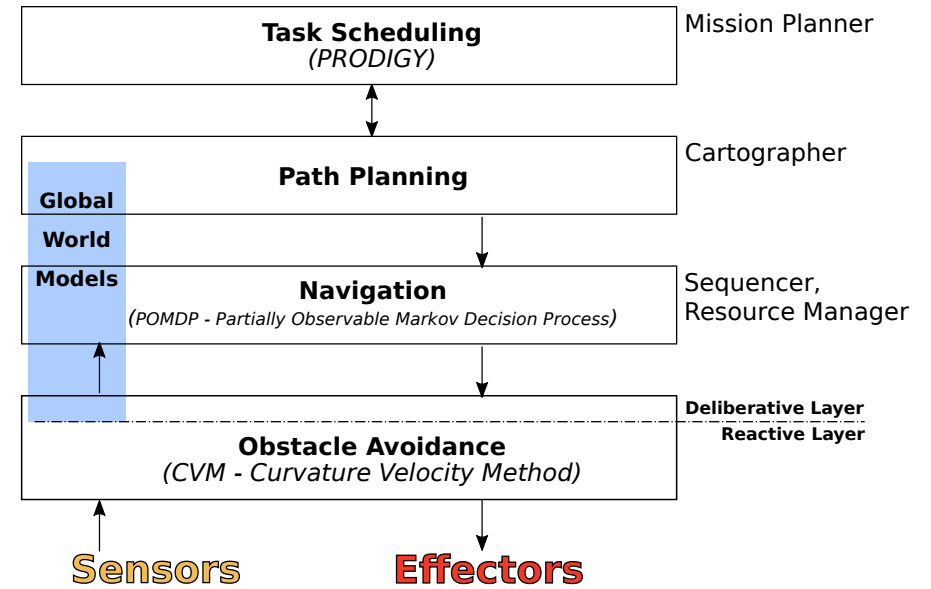 Task Scheduling
(PRODIGY)
Mission Planner
Cartographer
Path Planning
Global
World
Models
Navigation
(POMDP - Partially Observable Markov Decision Process)
Sequencer,
Resource Manager
Deliberative Layer
Reactive Layer
Obstacle Avoidance
(CVM - Curvature Velocity Method)
Sensors
Effectors